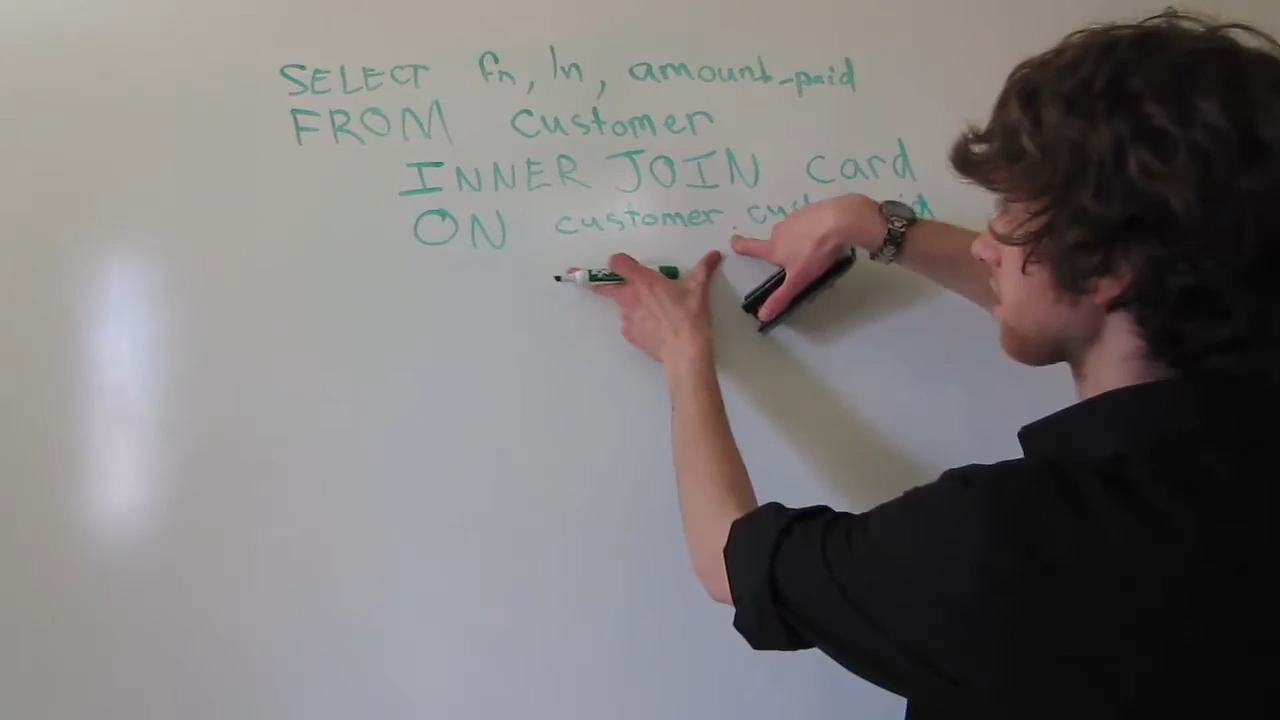 SELECT fn, ln, amount_paid
FROM customer
INNER JOIN card
ON customer.